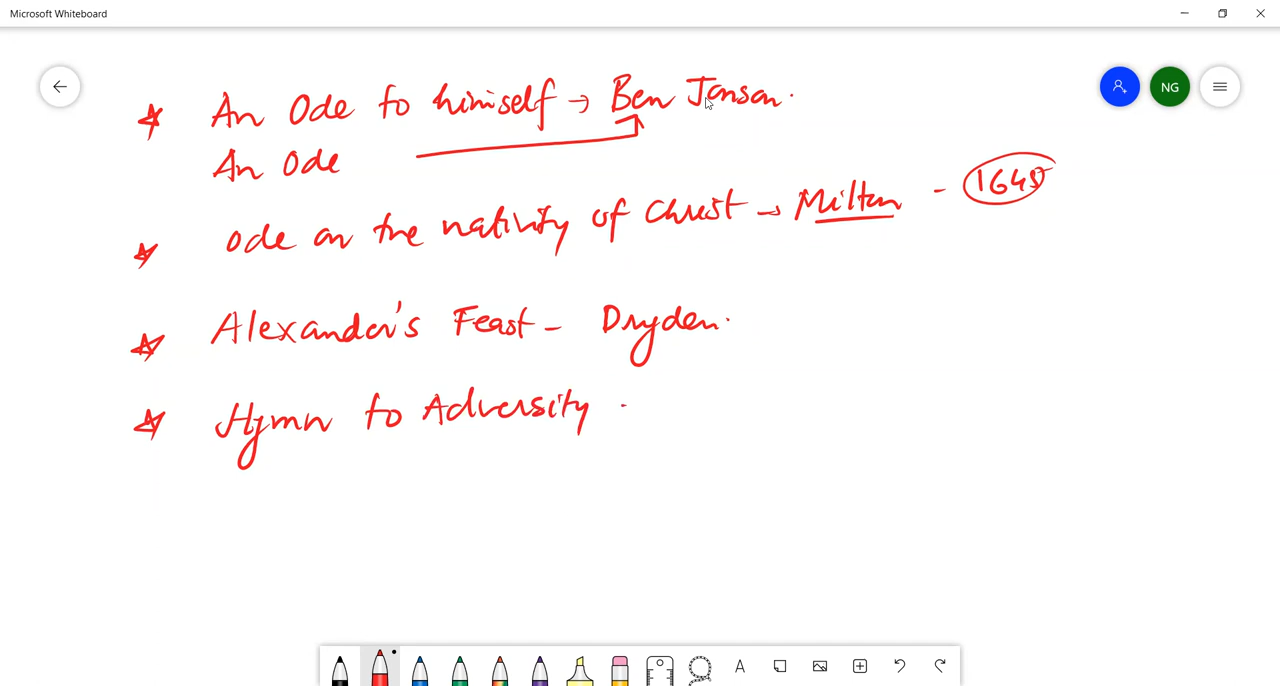 Microsoft Whiteboard
NG
* An Ode to himself → Ben Jonson.
An Ode
* Ode on the nativity of Christ → Milton - 1645
* Alexander's Feast - Dryden.
* Hymn to Adversity .
A